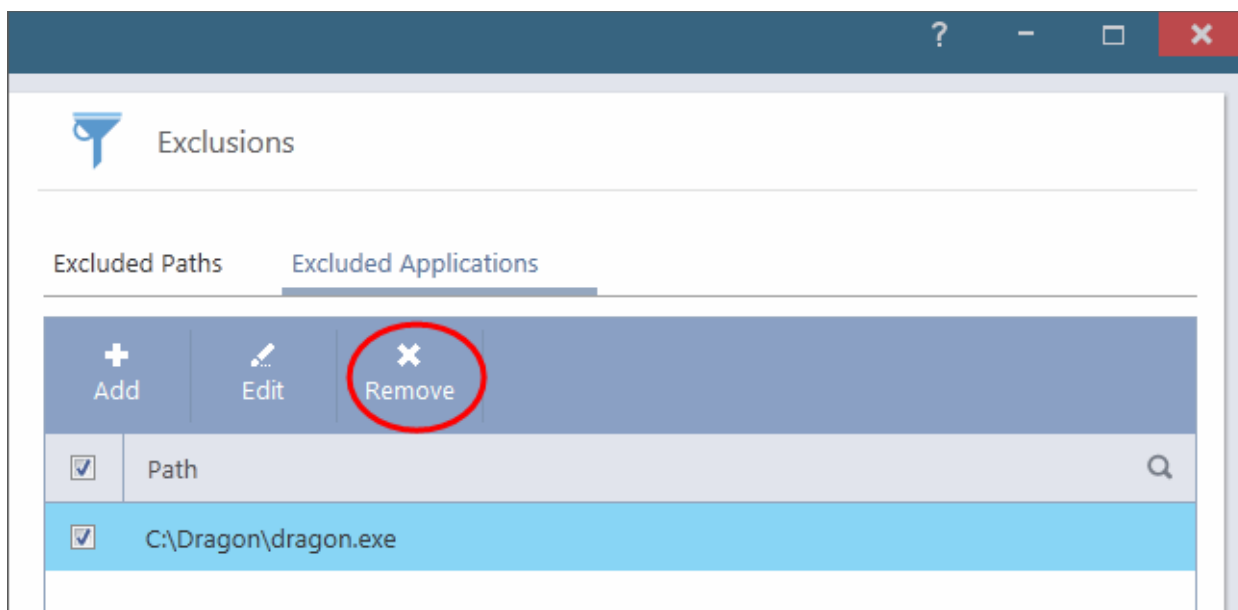 ?
Exclusions
Excluded Paths Excluded Applications
Add Edit Remove
Path
C:\Dragon\dragon.exe